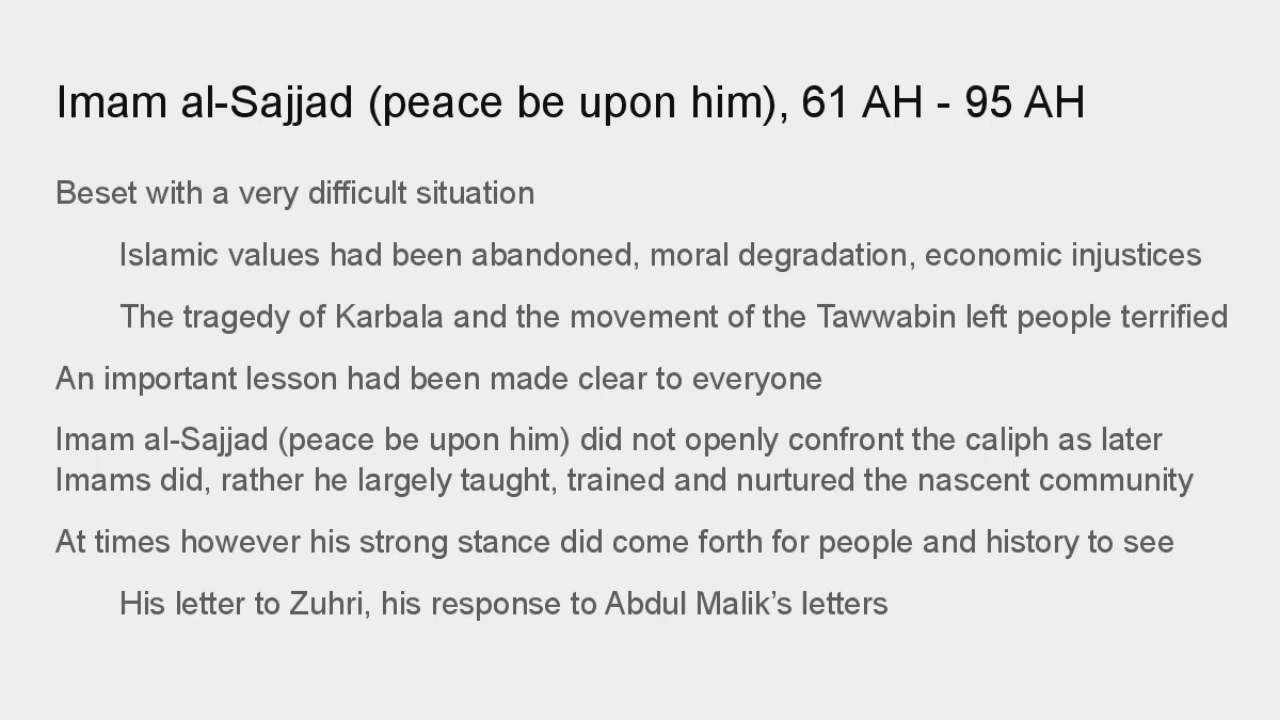 Imam al-Sajjad (peace be upon him), 61 AH - 95 AH
Beset with a very difficult situation
Islamic values had been abandoned, moral degradation, economic injustices
The tragedy of Karbala and the movement of the Tawwabin left people terrified
An important lesson had been made clear to everyone
Imam al-Sajjad (peace be upon him) did not openly confront the caliph as later
Imams did, rather he largely taught, trained and nurtured the nascent community
At times however his strong stance did come forth for people and history to see
His letter to Zuhri, his response to Abdul Malik’s letters